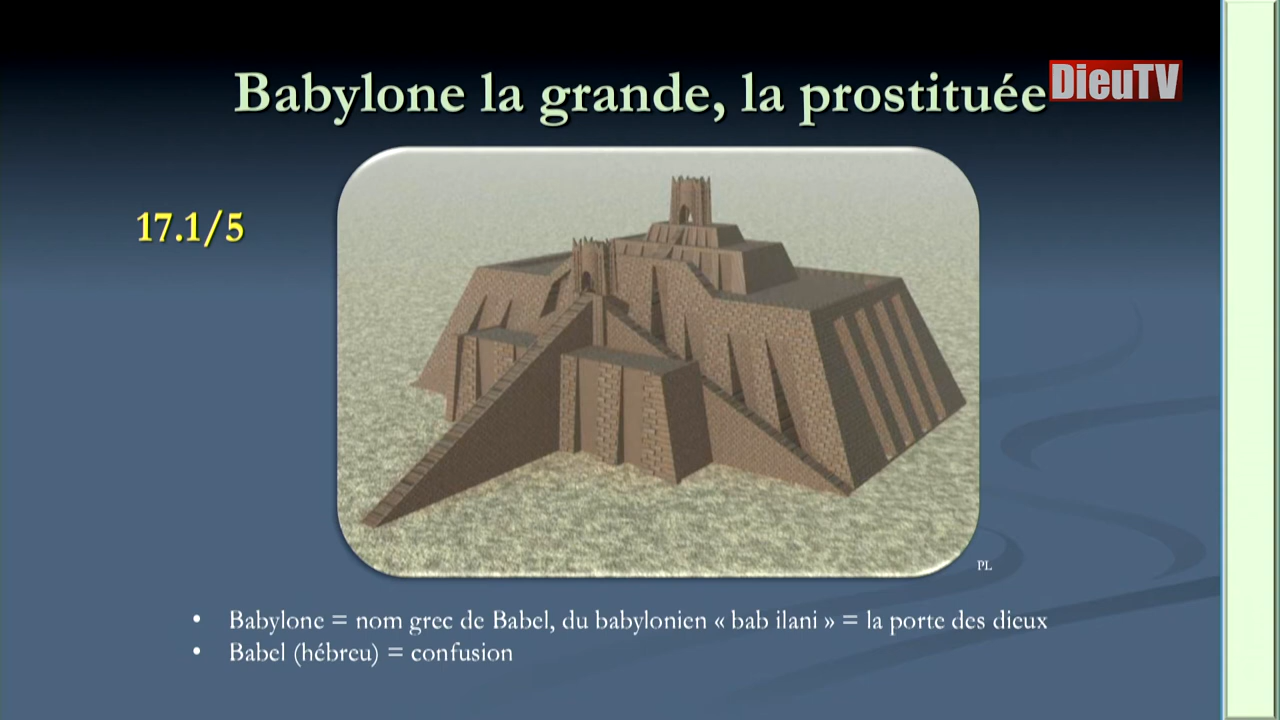 Babylone la grande, la prostituée
DieuTV
17.1/5
PL
• Babylone = nom grec de Babel, du babylonien « bab ilani » = la porte des dieux
• Babel (hébreu) = confusion